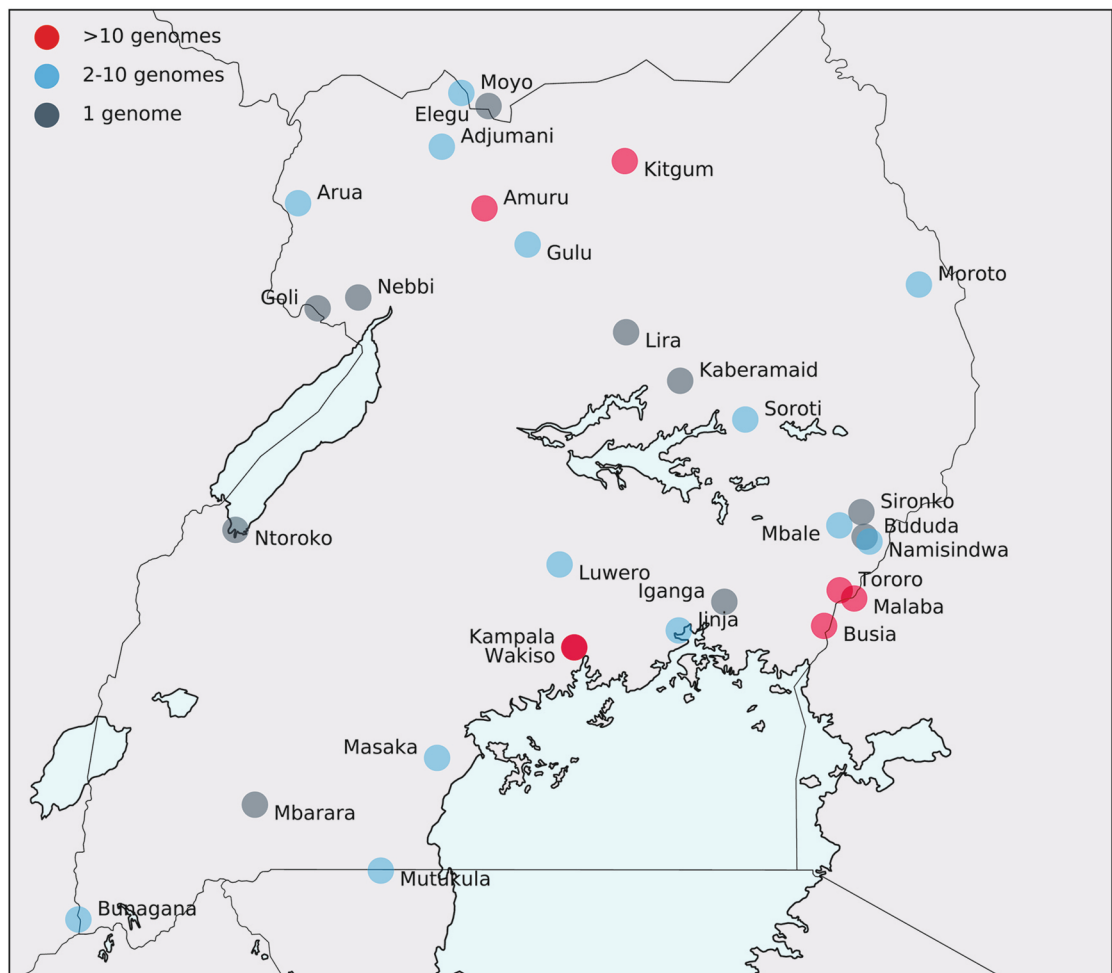 >10 genomes
2-10 genomes
1 genome
Moyo
Elegu
Adjumani
Kitgum
Arua
Amuru
Gulu
Moroto
Nebbi
Goli
Lira
Kaberamaid
Soroti
Sironko
Bududa
Mbale
Namisindwa
Ntoroko
Luwero
Tororo
Iganga
Malaba
Jinja
Busia
Kampala
Wakiso
Masaka
Mbarara
Mutukula
Bunagana